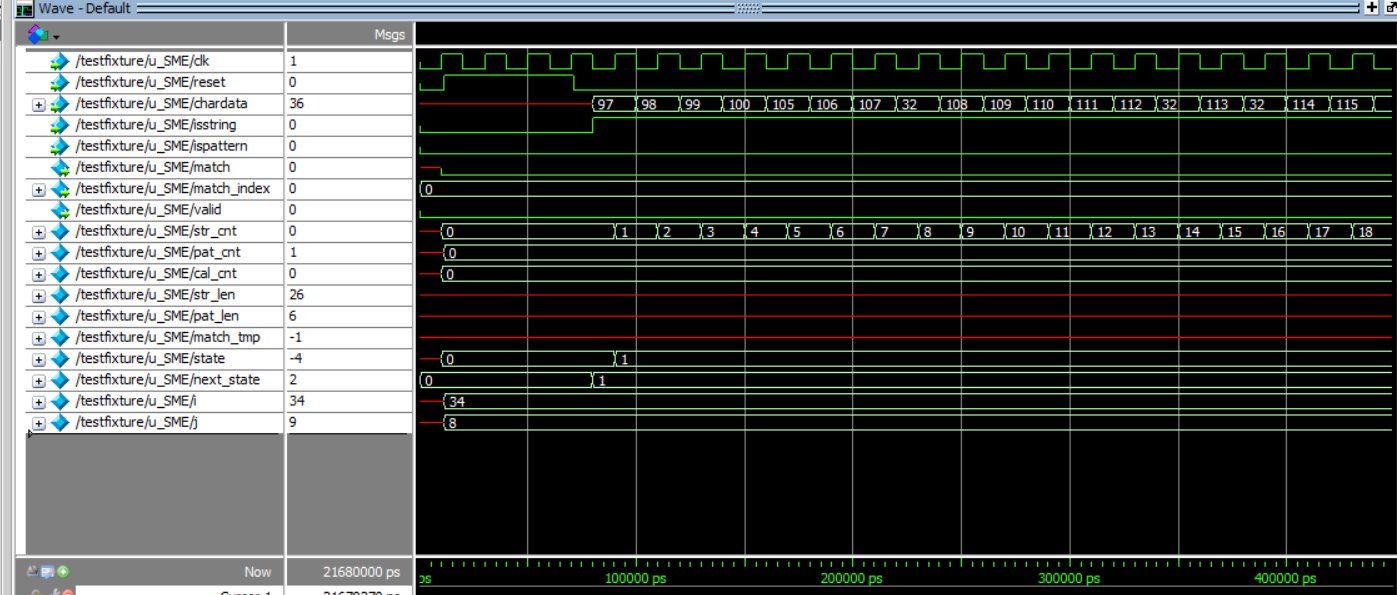 Wave - Default
Msgs
/testfixture/u_SME/clk 1
/testfixture/u_SME/reset 0
/testfixture/u_SME/chardata 36 97 98 99 100 105 106 107 32 108 109 110 111 112 32 113 32 114 115
/testfixture/u_SME/isstring 0
/testfixture/u_SME/ispattern 0
/testfixture/u_SME/match 0
/testfixture/u_SME/match_index 0 0
/testfixture/u_SME/valid 0
/testfixture/u_SME/str_cnt 0 0 1 2 3 4 5 6 7 8 9 10 11 12 13 14 15 16 17 18
/testfixture/u_SME/pat_cnt 1 0
/testfixture/u_SME/cal_cnt 0 0
/testfixture/u_SME/str_len 26
/testfixture/u_SME/pat_len 6
/testfixture/u_SME/match_tmp -1
/testfixture/u_SME/state -4 0 1
/testfixture/u_SME/next_state 2 0 1
/testfixture/u_SME/i 34 34
/testfixture/u_SME/j 9 8
Now 21680000 ps ps 100000 ps 200000 ps 300000 ps 400000 ps